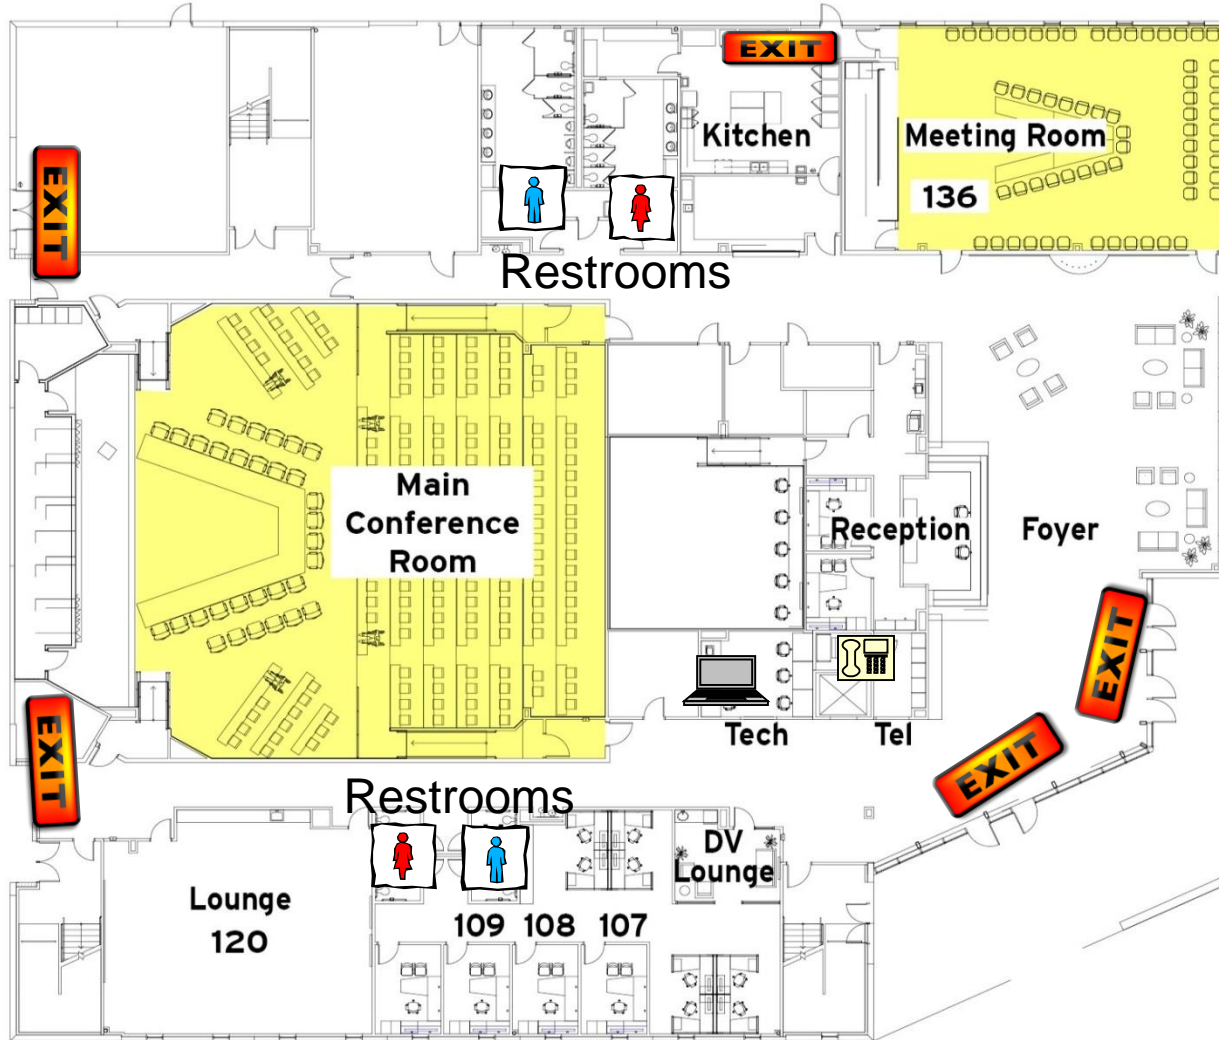 EXIT
Kitchen
Meeting Room
136
EXIT
Restrooms
Main
Conference
Room
Reception
Foyer
EXIT
Tech
Tel
EXIT
EXIT
Restrooms
DV
Lounge
Lounge
120
109
108
107